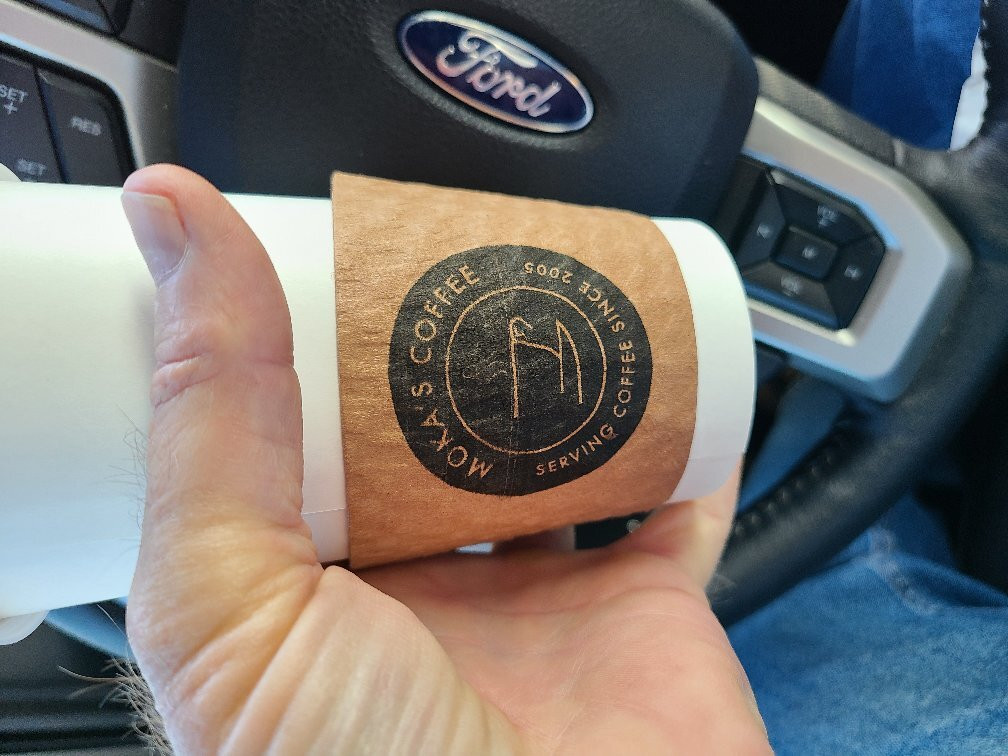 Ford
SET
+
RES
SET
MOKA'S COFFEE
SERVING COFFEE SINCE 2005